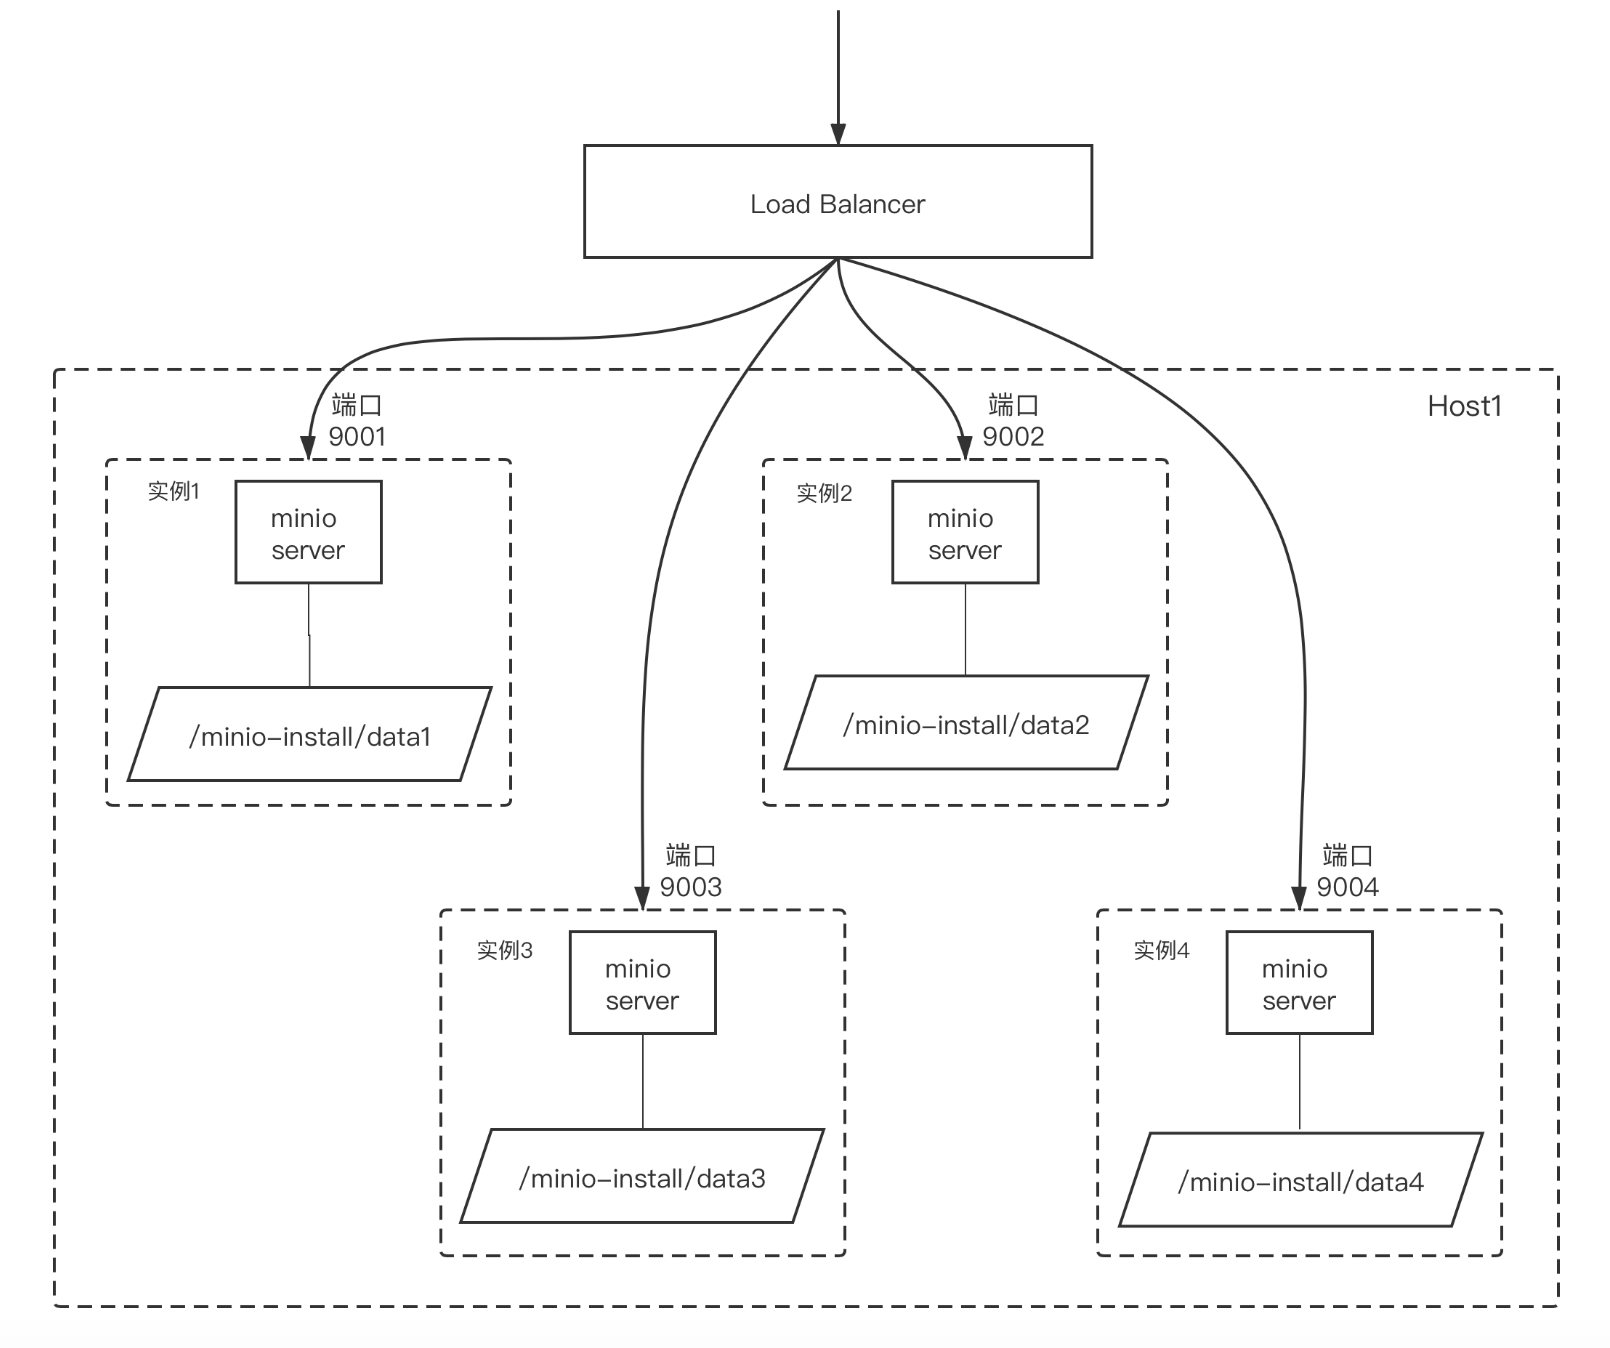 Load Balancer
Host1
端口
9001
端口
9002
实例1
minio
server
/minio-install/data1
实例2
minio
server
/minio-install/data2
端口
9003
端口
9004
实例3
minio
server
/minio-install/data3
实例4
minio
server
/minio-install/data4